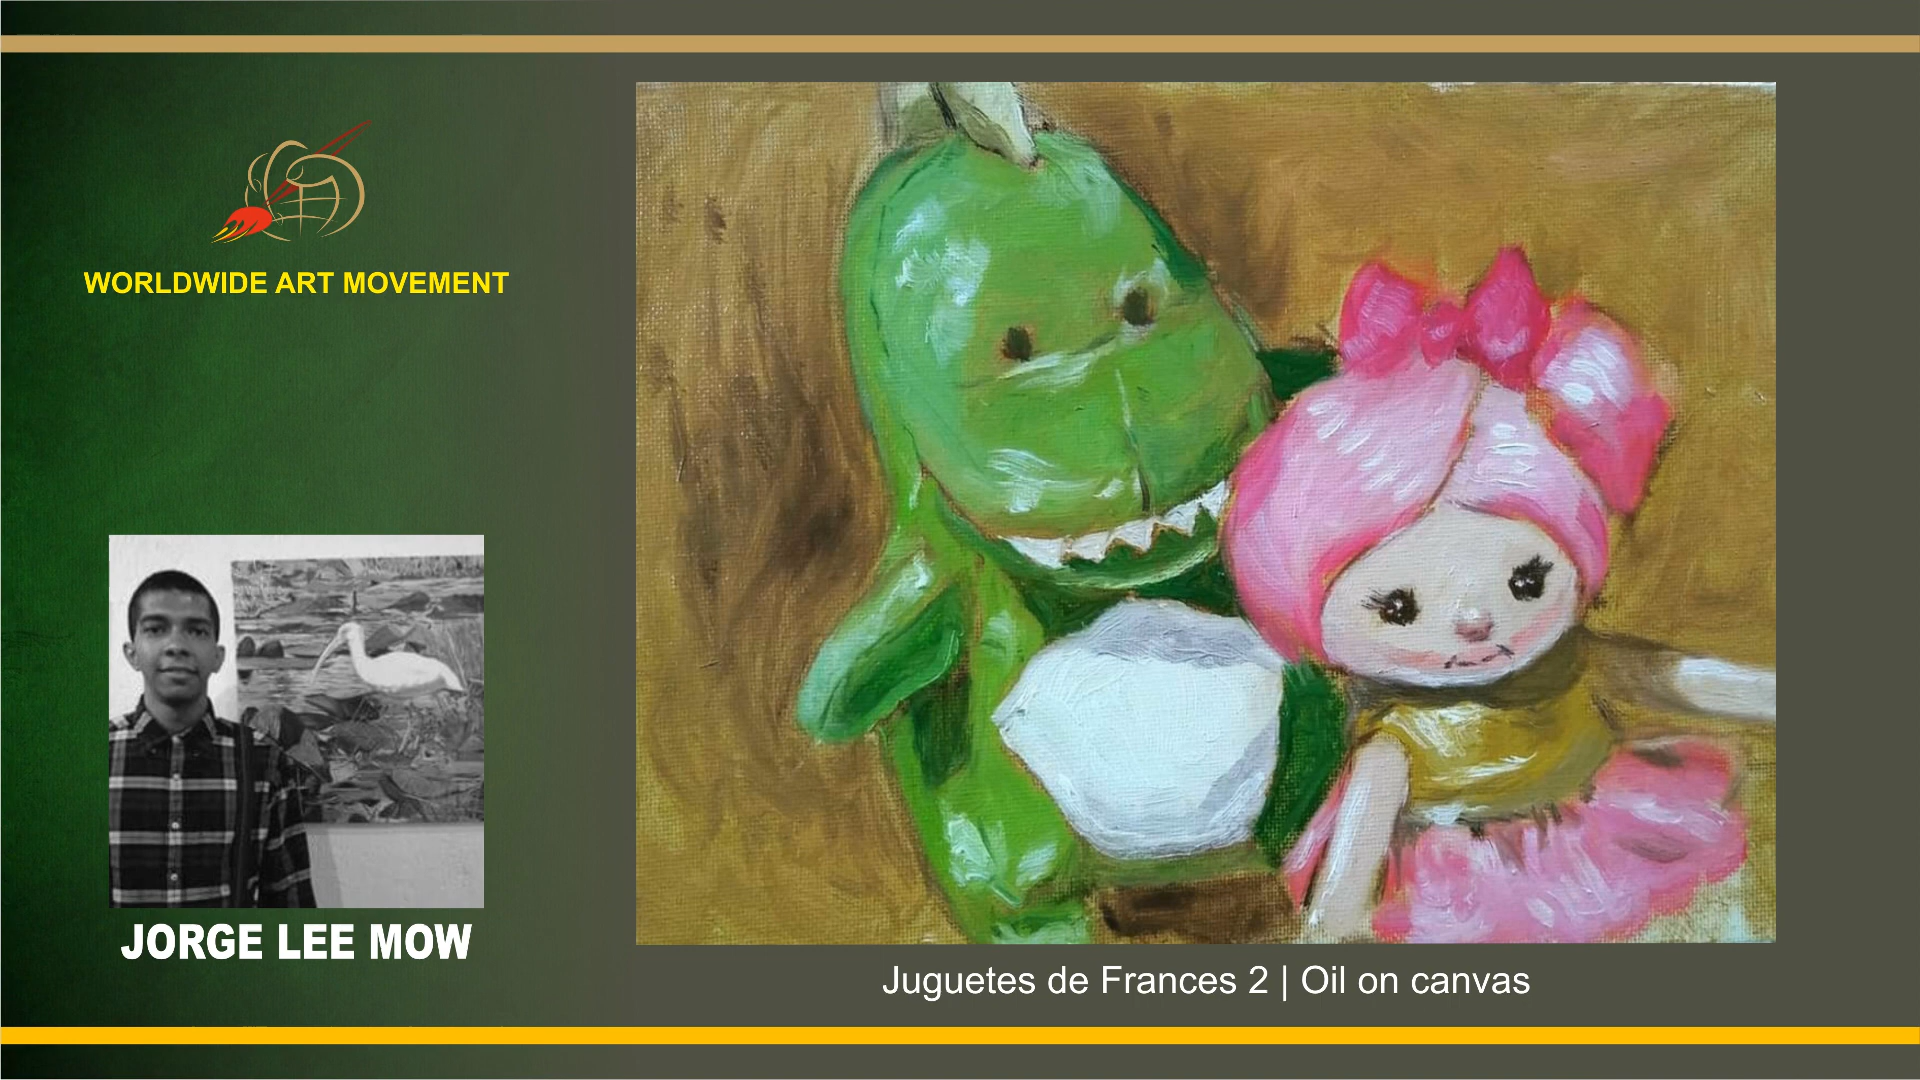 WORLDWIDE ART MOVEMENT
JORGE LEE MOW
Juguetes de Frances 2 | Oil on canvas